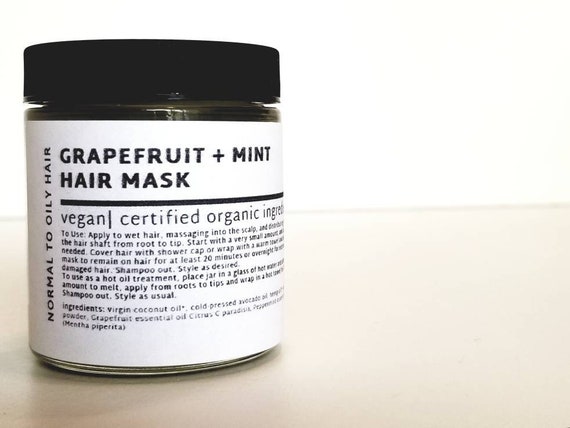 NORMAL TO OILY HAIR
GRAPEFRUIT + MINT
HAIR MASK
vegan| certified organic
To Use: Apply to wet hair, massaging into the scalp, and
the hair shaft from root to tip. Start with a very small amount
needed. Cover hair with shower cap or wrap with a warm towel
mask to remain on hair for at least 20 minutes or overnight for
damaged hair. Shampoo out. Style as desired.
To use as a hot oil treatment, place jar in a glass of hot water
amount to melt, apply from roots to tips and wrap in a hot towel
Shampoo out. Style as usual.
ingredients: virgin coconut oil*, cold-pressed avocado oil,
powder, Grapefruit essential oil Citrus C paradisia, Peppermint
(Mentha piperita)